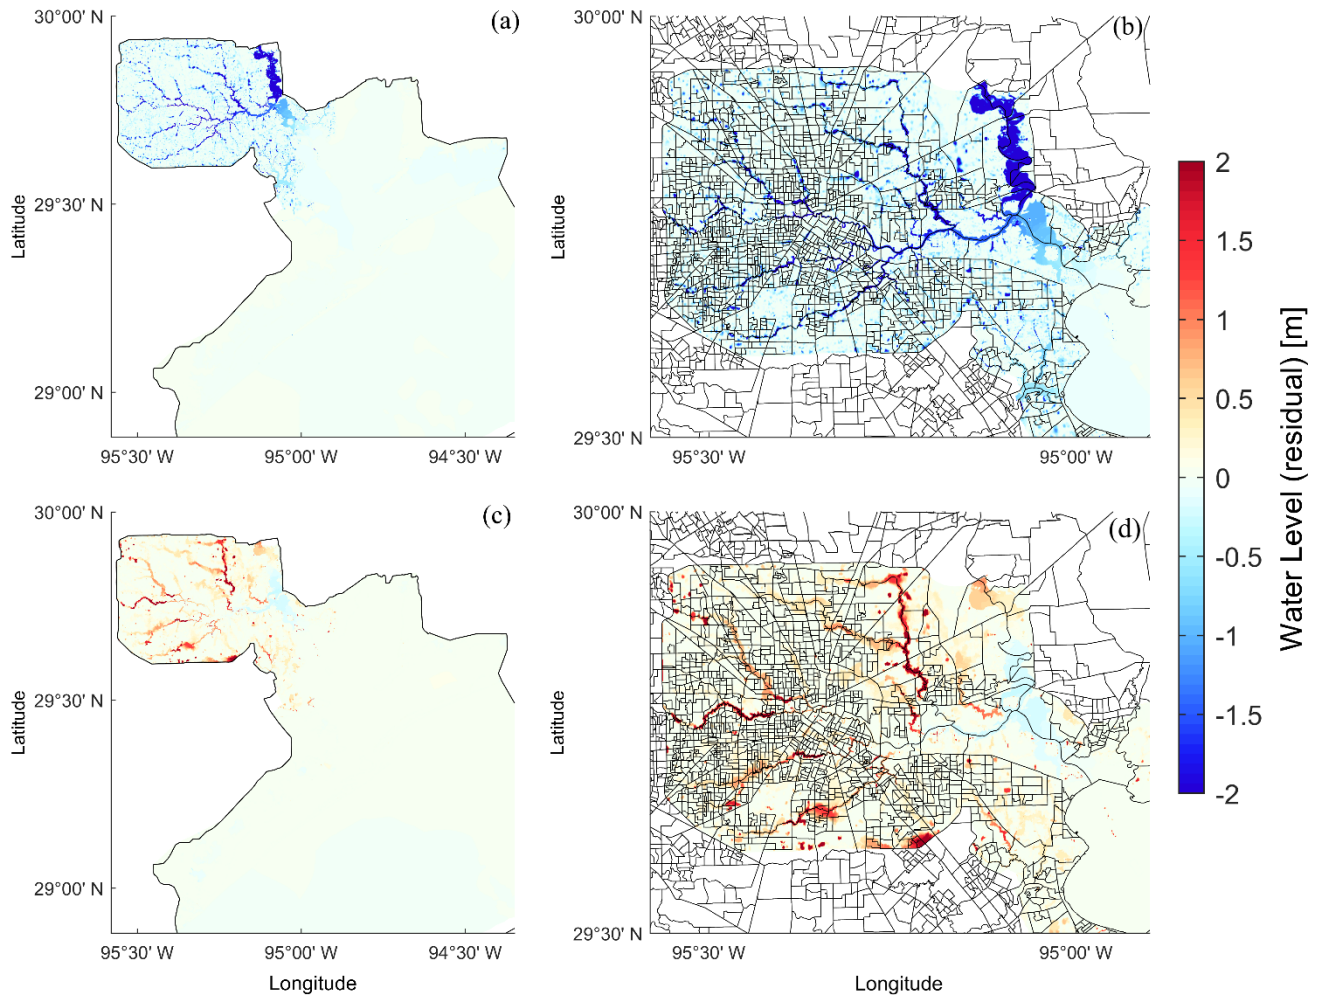 30°00' N
(a)
29°30' N
29°00' N
Latitude
95°30' W
95°00' W
94°30' W
30°00' N
(b)
29°30' N
Latitude
95°30' W
95°00' W
30°00' N
(c)
29°30' N
29°00' N
Latitude
95°30' W
95°00' W
94°30' W
Longitude
30°00' N
(d)
29°30' N
Latitude
95°30' W
95°00' W
Longitude
2
1.5
1
0.5
0
-0.5
-1
-1.5
-2
Water Level (residual) [m]